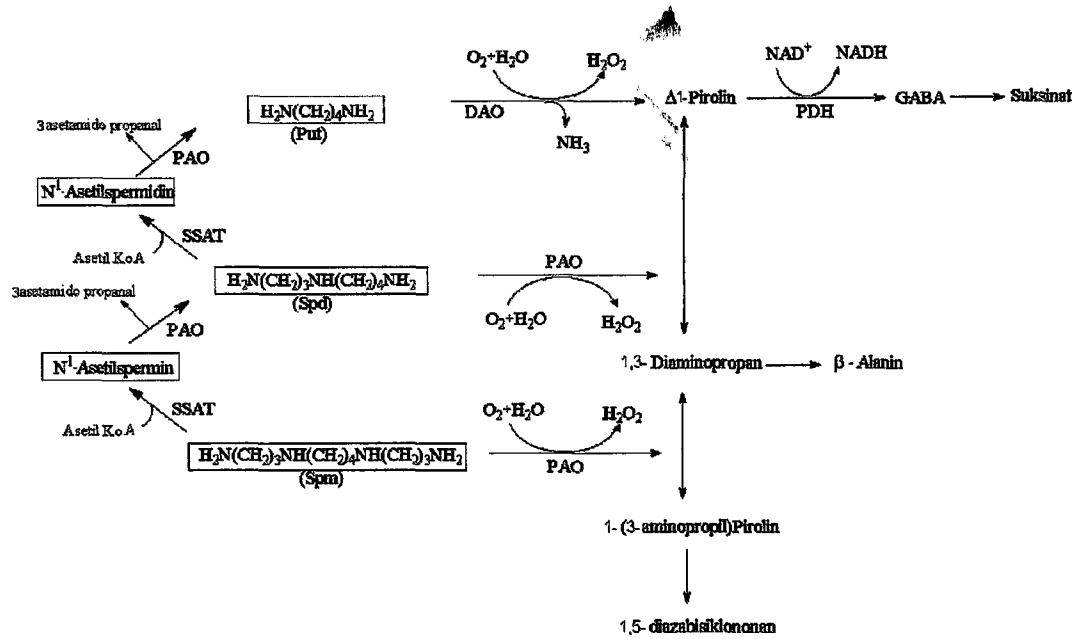 O₂+H₂O
H₂O₂
NAD⁺
NADH
H₂N(CH₂)₄NH₂
(Put)
DAO
NH₃
Δ1-Pirolin
PDH
GABA
Suksinat
3asetamido propanal
PAO
N¹-Asetilspermidin
SSAT
Asetil KoA
H₂N(CH₂)₃NH(CH₂)₄NH₂
(Spd)
PAO
O₂+H₂O
H₂O₂
3asetamido propanal
PAO
N¹-Asetilspermin
1,3- Diaminopropan
β - Alanin
SSAT
Asetil KoA
O₂+H₂O
H₂O₂
H₂N(CH₂)₃NH(CH₂)₄NH(CH₂)₃NH₂
(Spm)
PAO
1- (3-aminopropil)Pirolin
1,5- diazabisiklononan